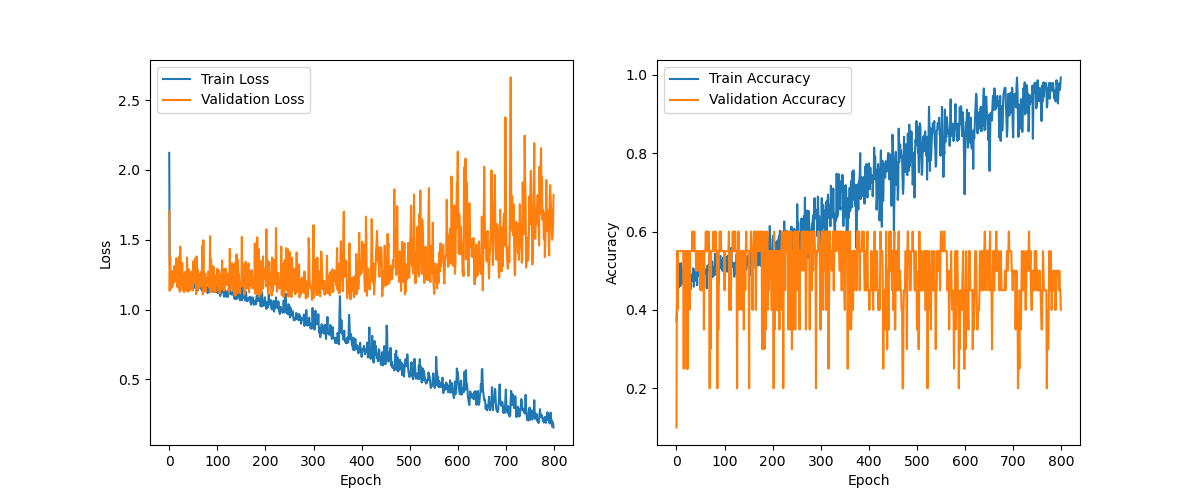 Train Loss
Validation Loss
2.5
2.0
1.5
1.0
0.5
Loss
0 100 200 300 400 500 600 700 800
Epoch
Train Accuracy
Validation Accuracy
1.0
0.8
0.6
0.4
0.2
Accuracy
0 100 200 300 400 500 600 700 800
Epoch